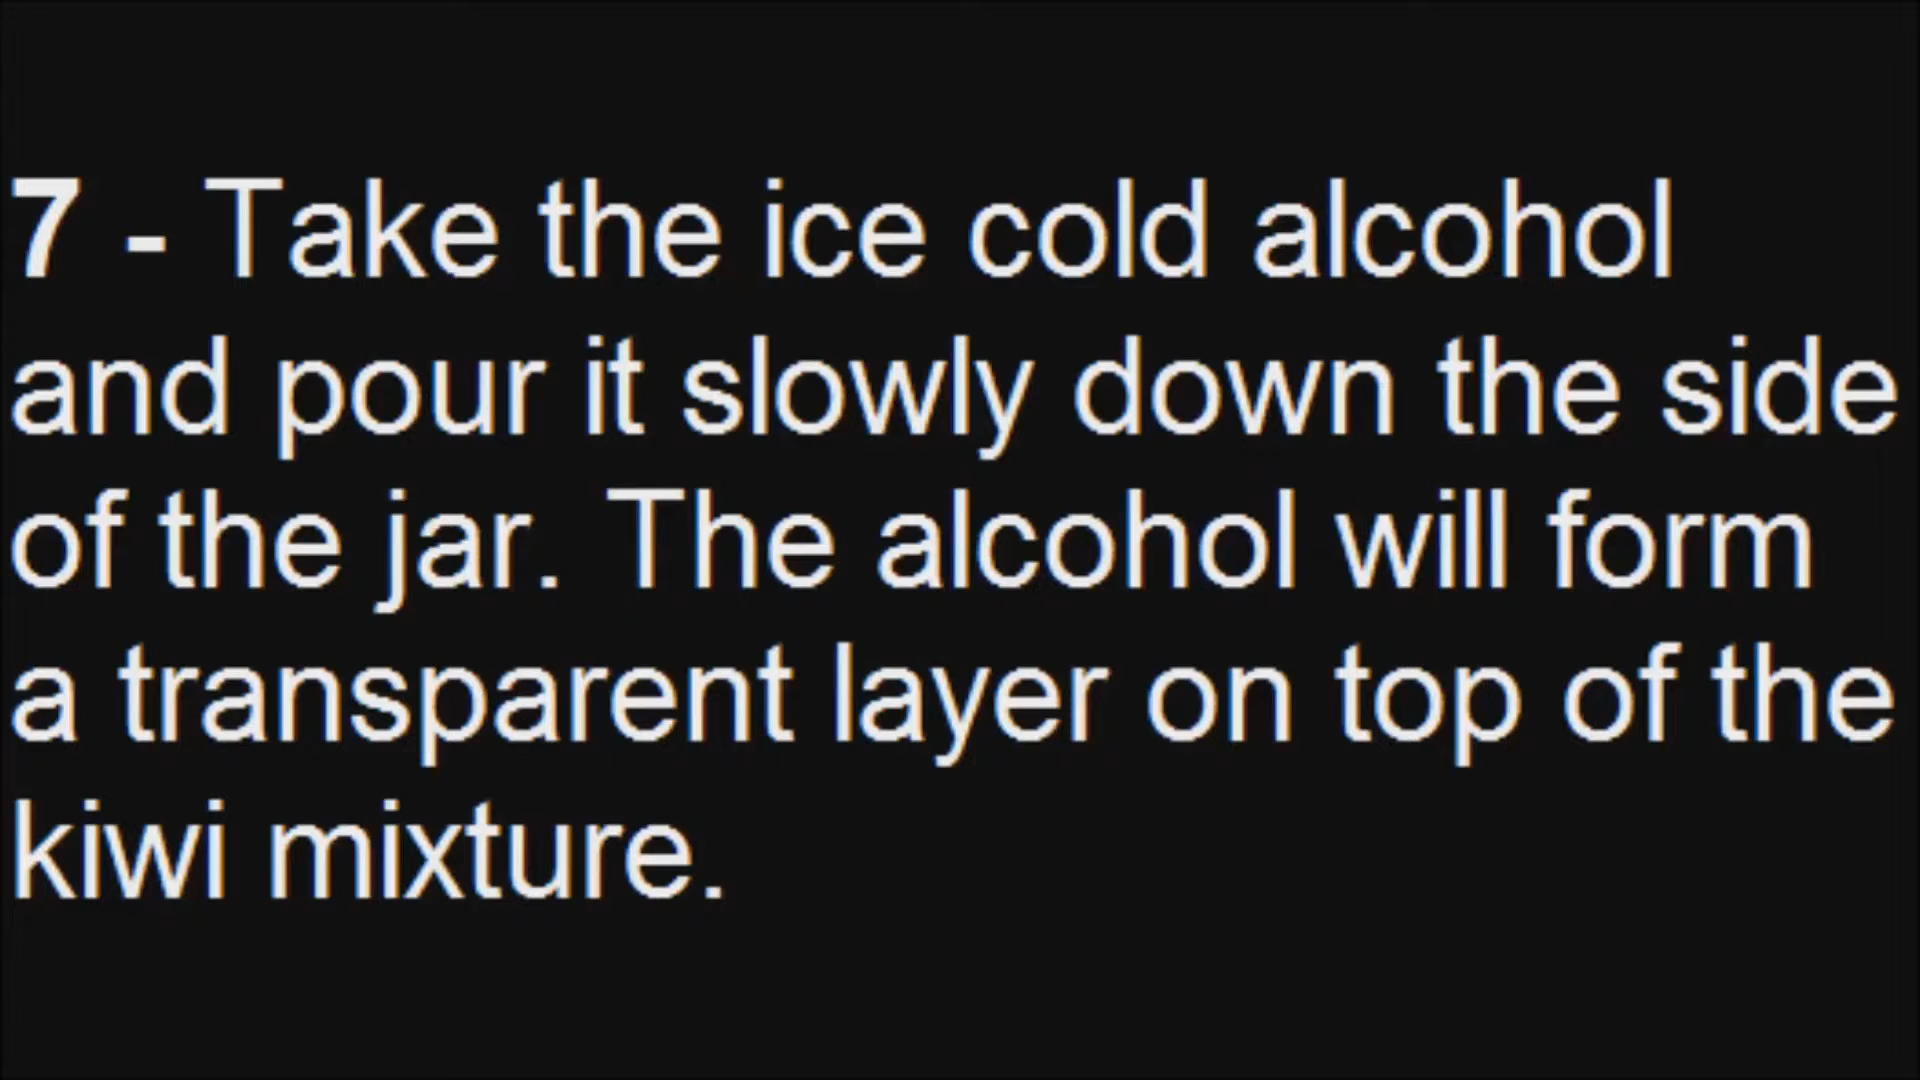 7 - Take the ice cold alcohol
and pour it slowly down the side
of the jar. The alcohol will form
a transparent layer on top of the
kiwi mixture.